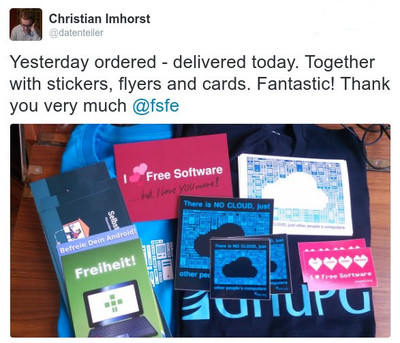 Christian Imhorst
@datenteiler
Yesterday ordered - delivered today. Together
with stickers, flyers and cards. Fantastic! Thank
you very much @fsfe
I Free Software
...but I love YOU more!
There is NO CLOUD, just
other people's computers
Befreie Dein Android!
Freiheit!
There is NO CLOUD, just
other peo
There is NO CLOUD, just
other people's computers
I Free Software
GnuPG